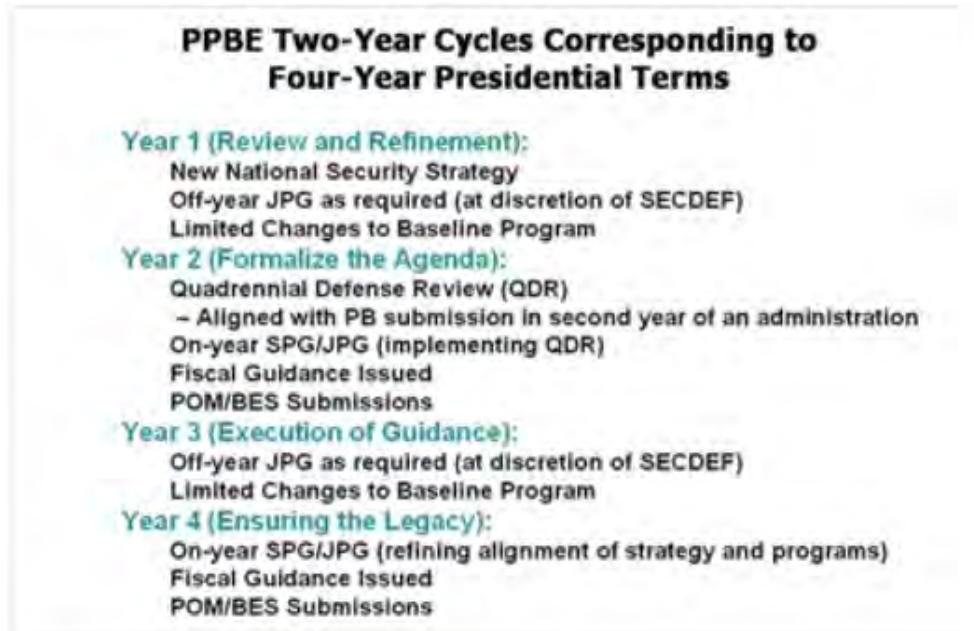 PPBE Two-Year Cycles Corresponding to
Four-Year Presidential Terms
Year 1 (Review and Refinement):
New National Security Strategy
Off-year JPG as required (at discretion of SECDEF)
Limited Changes to Baseline Program
Year 2 (Formalize the Agenda):
Quadrennial Defense Review (QDR)
– Aligned with PB submission in second year of an administration
On-year SPG/JPG (implementing QDR)
Fiscal Guidance Issued
POM/BES Submissions
Year 3 (Execution of Guidance):
Off-year JPG as required (at discretion of SECDEF)
Limited Changes to Baseline Program
Year 4 (Ensuring the Legacy):
On-year SPG/JPG (refining alignment of strategy and programs)
Fiscal Guidance Issued
POM/BES Submissions